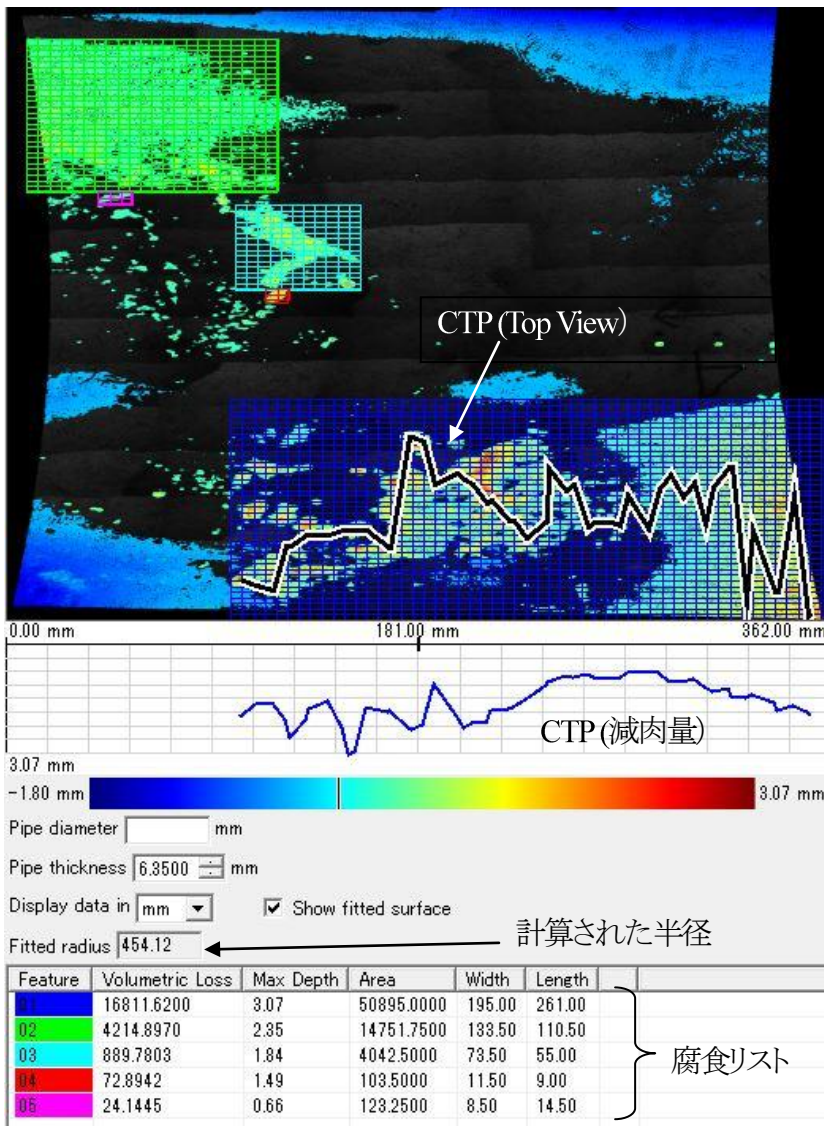 CTP (Top View)
0.00 mm 181.00 mm 362.00 mm
CTP (減肉量)
3.07 mm
-1.80 mm 3.07 mm
Pipe diameter mm
Pipe thickness 6.3500 mm
Display data in mm Show fitted surface
Fitted radius 454.12 計算された半径
Feature Volumetric Loss Max Depth Area Width Length
01 16811.6200 3.07 50895.0000 195.00 261.00
02 4214.8970 2.35 14751.7500 133.50 110.50
03 889.7803 1.84 4042.5000 73.50 55.00
04 72.8942 1.49 103.5000 11.50 9.00
05 24.1445 0.66 123.2500 8.50 14.50
腐食リスト